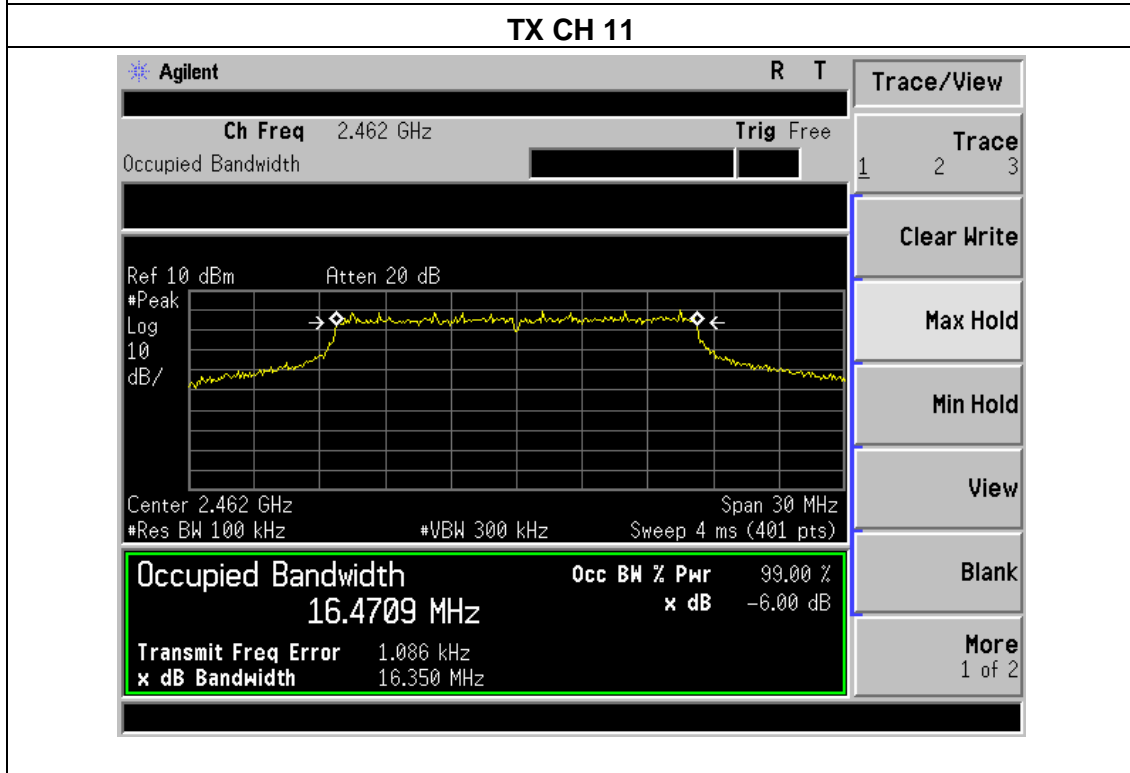 TX CH 11
Agilent R T
Trace/View
Ch Freq 2.462 GHz Trig Free
Occupied Bandwidth
Trace
1 2 3
Clear Write
Ref 10 dBm Atten 20 dB
#Peak
Log
10
dB/
Max Hold
Min Hold
View
Center 2.462 GHz Span 30 MHz
#Res BW 100 kHz #VBW 300 kHz Sweep 4 ms (401 pts)
Occupied Bandwidth Occ BW % Pwr 99.00 %
16.4709 MHz x dB -6.00 dB
Blank
Transmit Freq Error 1.086 kHz
x dB Bandwidth 16.350 MHz
More
1 of 2